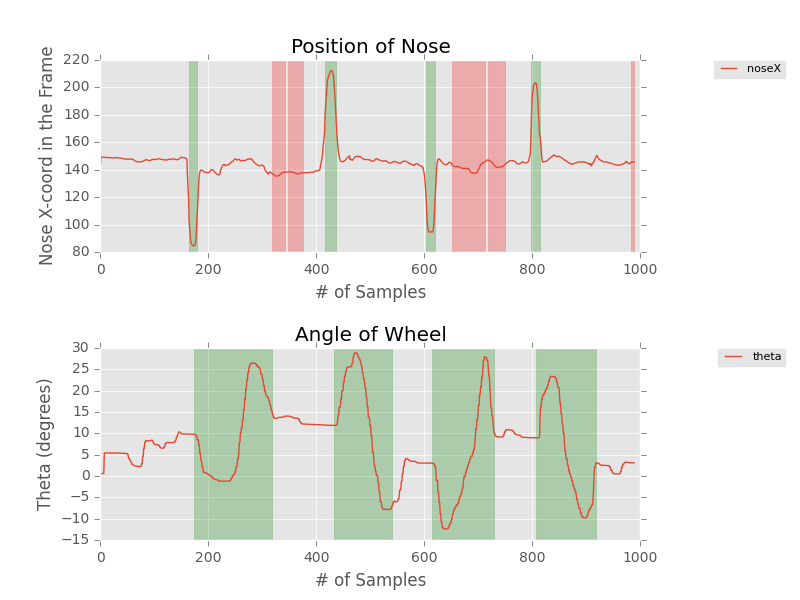 Position of Nose
Nose X-coord in the Frame
220
200
180
160
140
120
100
80
0 200 400 600 800 1000
# of Samples
noseX
Angle of Wheel
Theta (degrees)
30
25
20
15
10
5
0
−5
−10
−15
0 200 400 600 800 1000
# of Samples
theta